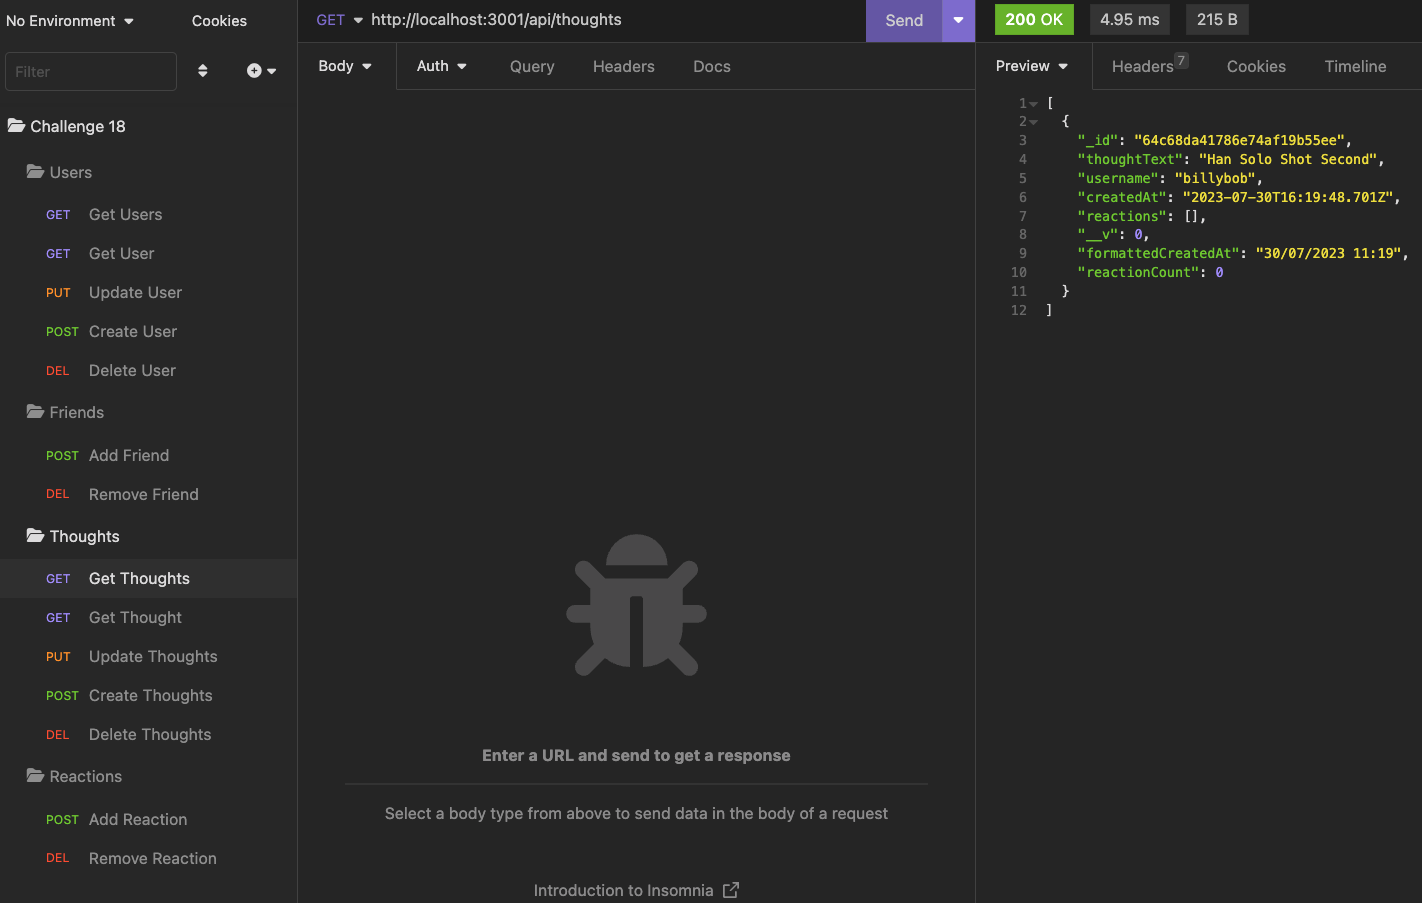 No Environment
Cookies
Filter
Challenge 18
Users
GET Get Users
GET Get User
PUT Update User
POST Create User
DEL Delete User
Friends
POST Add Friend
DEL Remove Friend
Thoughts
GET Get Thoughts
GET Get Thought
PUT Update Thoughts
POST Create Thoughts
DEL Delete Thoughts
Reactions
POST Add Reaction
DEL Remove Reaction
GET http://localhost:3001/api/thoughts Send
Body Auth Query Headers Docs
Enter a URL and send to get a response
Select a body type from above to send data in the body of a request
Introduction to Insomnia
200 OK 4.95 ms 215 B
Preview Headers 7 Cookies Timeline
1 [
2 {
3 "_id": "64c68da41786e74af19b55ee",
4 "thoughtText": "Han Solo Shot Second",
5 "username": "billybob",
6 "createdAt": "2023-07-30T16:19:48.701Z",
7 "reactions": [],
8 "__v": 0,
9 "formattedCreatedAt": "30/07/2023 11:19",
10 "reactionCount": 0
11 }
12 ]